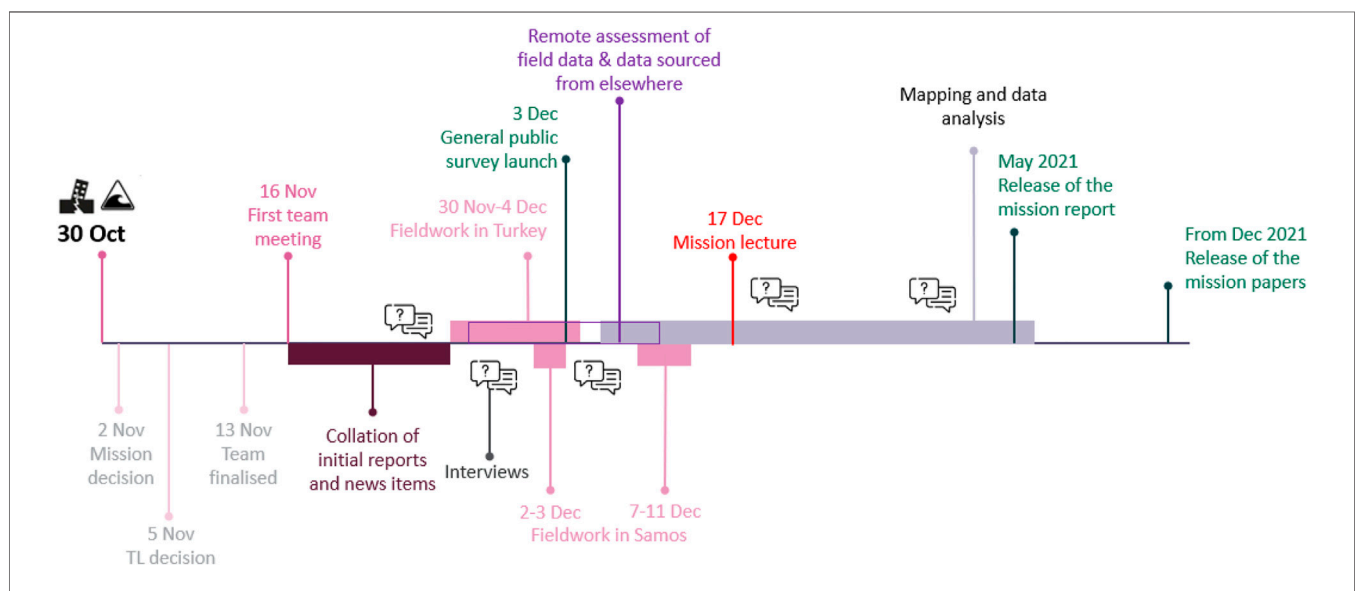 Remote assessment of
field data & data sourced
from elsewhere
3 Dec
General public
survey launch
Mapping and data
analysis
May 2021
Release of the
mission report
16 Nov
First team
meeting
30 Nov-4 Dec
Fieldwork in Turkey
17 Dec
Mission lecture
From Dec 2021
Release of the
mission papers
30 Oct
2 Nov
Mission
decision
13 Nov
Team
finalised
5 Nov
TL decision
Collation of
initial reports
and news items
Interviews
2-3 Dec
7-11 Dec
Fieldwork in Samos